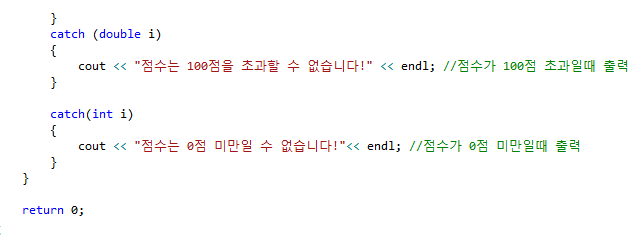 }
catch (double i)
{
cout << "점수는 100점을 초과할 수 없습니다!" << endl; //점수가 100점 초과일때 출력
}
catch(int i)
{
cout << "점수는 0점 미만일 수 없습니다!"<< endl; //점수가 0점 미만일때 출력
}
}
return 0;